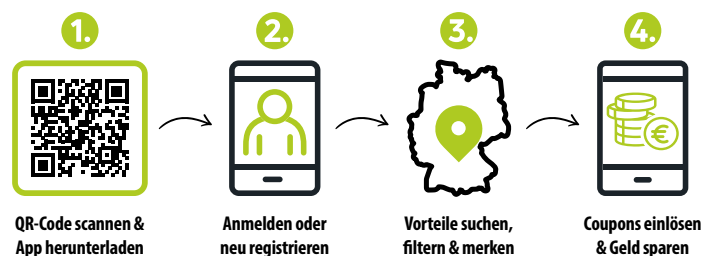 1.
2.
3.
4.
€
QR-Code scannen &
App herunterladen
Anmelden oder
neu registrieren
Vorteile suchen,
filtern & merken
Coupons einlösen
& Geld sparen